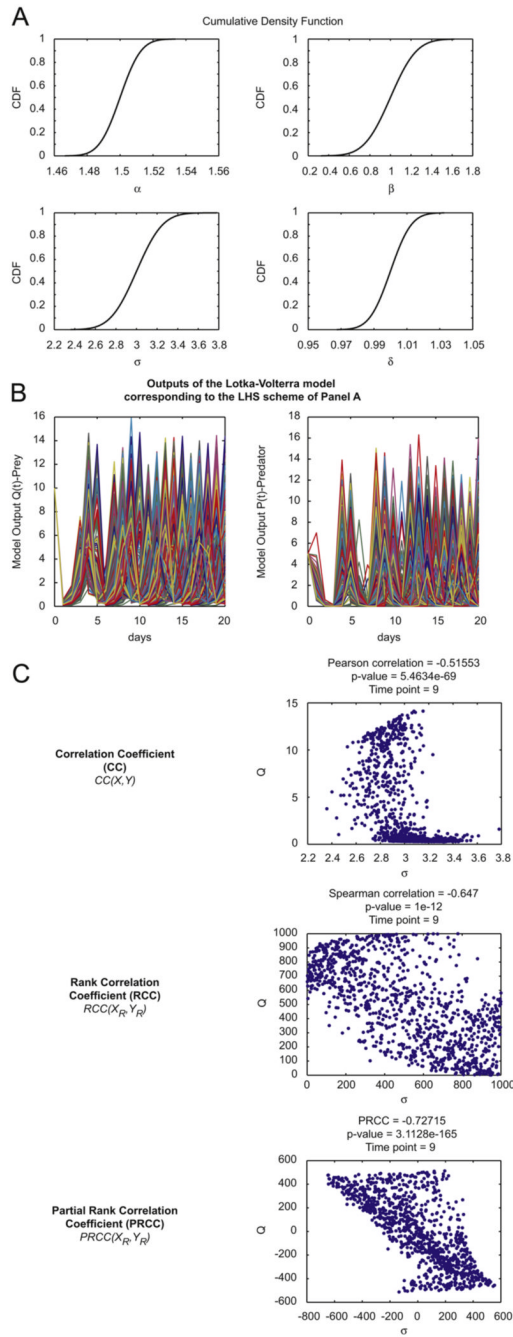 A
Cumulative Density Function
CDF
1
0.8
0.6
0.4
0.2
0
1.46 1.48 1.5 1.52 1.54 1.56
α
CDF
1
0.8
0.6
0.4
0.2
0
0.2 0.4 0.6 0.8 1 1.2 1.4 1.6 1.8
β
CDF
1
0.8
0.6
0.4
0.2
0
2.2 2.4 2.6 2.8 3 3.2 3.4 3.6 3.8
σ
CDF
1
0.8
0.6
0.4
0.2
0
0.95 0.97 0.99 1.01 1.03 1.05
δ
B
Outputs of the Lotka-Volterra model
corresponding to the LHS scheme of Panel A
Model Output Q(t)-Prey
16
14
12
10
8
6
4
2
0
0 5 10 15 20
days
Model Output P(t)-Predator
18
16
14
12
10
8
6
4
2
0
0 5 10 15 20
days
C
Correlation Coefficient
(CC)
CC(X,Y)
Pearson correlation = -0.51553
p-value = 5.4634e-69
Time point = 9
Q
15
10
5
0
2.2 2.4 2.6 2.8 3 3.2 3.4 3.6 3.8
σ
Rank Correlation
Coefficient (RCC)
RCC(XR,YR)
Spearman correlation = -0.647
p-value = 1e-12
Time point = 9
Q
1000
900
800
700
600
500
400
300
200
100
0
0 200 400 600 800 1000
σ
Partial Rank Correlation
Coefficient (PRCC)
PRCC(XR,YR)
PRCC = -0.72715
p-value = 3.1128e-165
Time point = 9
Q
600
400
200
0
-200
-400
-600
-800 -600 -400 -200 0 200 400 600
σ